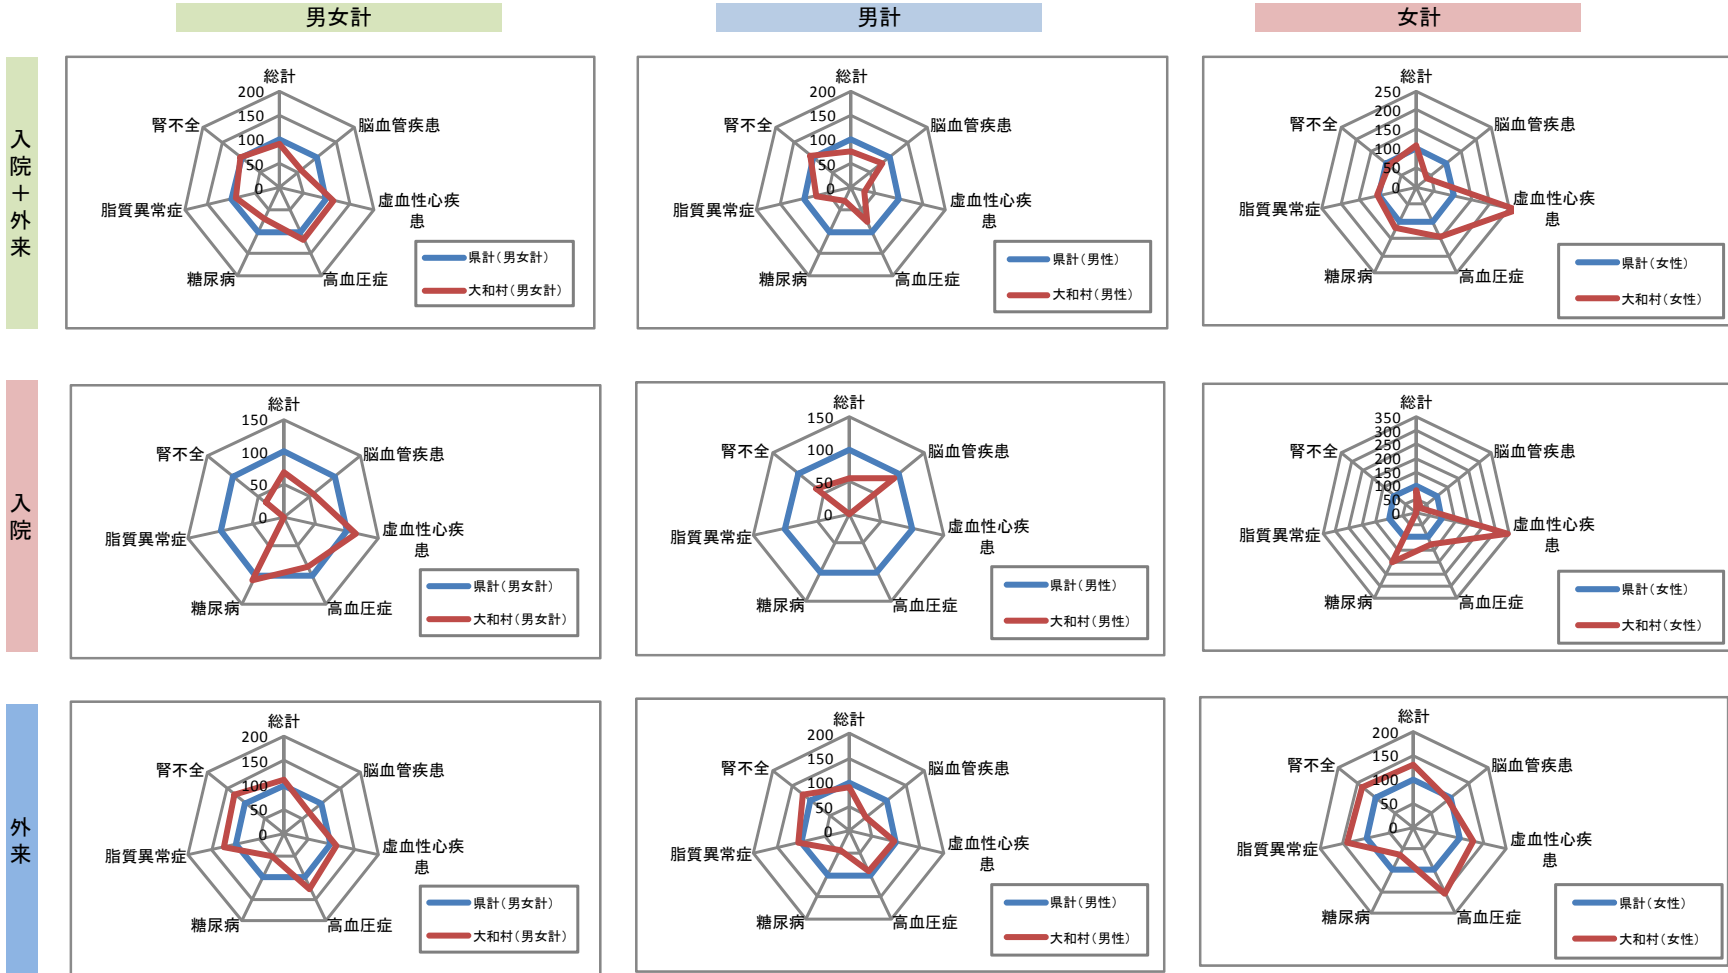 男女計
男計
女計
入院＋外来
総計
200
150
100
50
0
脳血管疾患
虚血性心疾患
高血圧症
糖尿病
脂質異常症
腎不全
県計（男女計）
大和村（男女計）
総計
200
150
100
50
0
脳血管疾患
虚血性心疾患
高血圧症
糖尿病
脂質異常症
腎不全
県計（男性）
大和村（男性）
総計
250
200
150
100
50
0
脳血管疾患
虚血性心疾患
高血圧症
糖尿病
脂質異常症
腎不全
県計（女性）
大和村（女性）
入院
総計
150
100
50
0
脳血管疾患
虚血性心疾患
高血圧症
糖尿病
脂質異常症
腎不全
県計（男女計）
大和村（男女計）
総計
150
100
50
0
脳血管疾患
虚血性心疾患
高血圧症
糖尿病
脂質異常症
腎不全
県計（男性）
大和村（男性）
総計
350
300
250
200
150
100
50
0
脳血管疾患
虚血性心疾患
高血圧症
糖尿病
脂質異常症
腎不全
県計（女性）
大和村（女性）
外来
総計
200
150
100
50
0
脳血管疾患
虚血性心疾患
高血圧症
糖尿病
脂質異常症
腎不全
県計（男女計）
大和村（男女計）
総計
200
150
100
50
0
脳血管疾患
虚血性心疾患
高血圧症
糖尿病
脂質異常症
腎不全
県計（男性）
大和村（男性）
総計
200
150
100
50
0
脳血管疾患
虚血性心疾患
高血圧症
糖尿病
脂質異常症
腎不全
県計（女性）
大和村（女性）